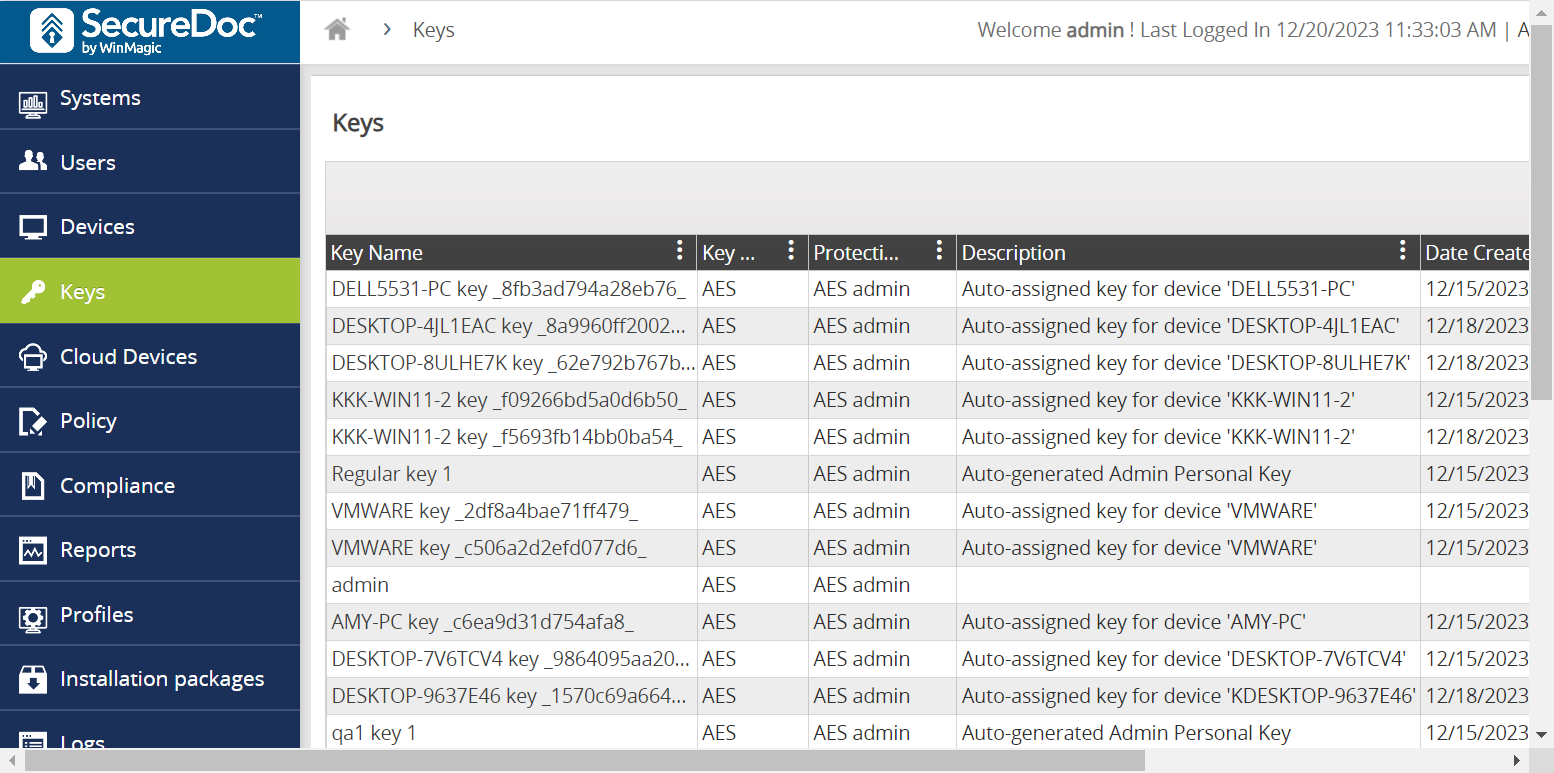 SecureDoc™
by WinMagic
Keys
Welcome admin ! Last Logged In 12/20/2023 11:33:03 AM | A
Systems
Users
Devices
Keys
Cloud Devices
Policy
Compliance
Reports
Profiles
Installation packages
Logs
Keys
Key Name Key ... Protecti... Description Date Create
DELL5531-PC key _8fb3ad794a28eb76_ AES AES admin Auto-assigned key for device 'DELL5531-PC' 12/15/2023
DESKTOP-4JL1EAC key _8a9960ff2002... AES AES admin Auto-assigned key for device 'DESKTOP-4JL1EAC' 12/18/2023
DESKTOP-8ULHE7K key _62e792b767b... AES AES admin Auto-assigned key for device 'DESKTOP-8ULHE7K' 12/18/2023
KKK-WIN11-2 key _f09266bd5a0d6b50_ AES AES admin Auto-assigned key for device 'KKK-WIN11-2' 12/15/2023
KKK-WIN11-2 key _f5693fb14bb0ba54_ AES AES admin Auto-assigned key for device 'KKK-WIN11-2' 12/18/2023
Regular key 1 AES AES admin Auto-generated Admin Personal Key 12/15/2023
VMWARE key _2df8a4bae71ff479_ AES AES admin Auto-assigned key for device 'VMWARE' 12/15/2023
VMWARE key _c506a2d2efd077d6_ AES AES admin Auto-assigned key for device 'VMWARE' 12/15/2023
admin AES AES admin
AMY-PC key _c6ea9d31d754afa8_ AES AES admin Auto-assigned key for device 'AMY-PC' 12/15/2023
DESKTOP-7V6TCV4 key _9864095aa20... AES AES admin Auto-assigned key for device 'DESKTOP-7V6TCV4' 12/15/2023
DESKTOP-9637E46 key _1570c69a664... AES AES admin Auto-assigned key for device 'KDESKTOP-9637E46' 12/18/2023
qa1 key 1 AES AES admin Auto-generated Admin Personal Key 12/15/2023